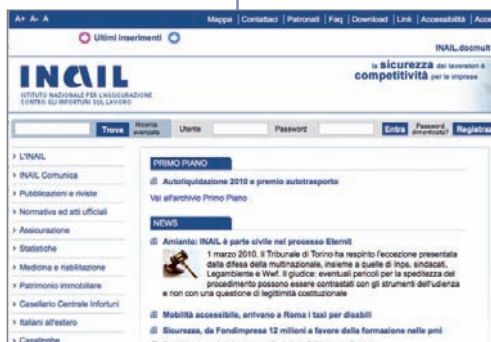 A+ A- A
Mappa | Contattaci | Patronati | Faq | Download | Link | Accessibilità | Acce
Ultimi inserimenti
INAIL.docmult
INAIL
ISTITUTO NAZIONALE PER L'ASSICURAZIONE
CONTRO GLI INFORTUNI SUL LAVORO
la sicurezza dei lavoratori è
competitività per le imprese
Trova Ricerca avanzata Utente Password Entra Password dimenticata? Registraz
> L'INAIL
> INAIL Comunica
> Pubblicazioni e riviste
> Normativa ed atti ufficiali
> Assicurazione
> Statistiche
> Medicina e riabilitazione
> Patrimonio immobiliare
> Casellario Centrale Infortuni
> Italiani all'estero
> Casalinghe
PRIMO PIANO
Autoliquidazione 2010 e premio autotrasporto
Vai all'archivio Primo Piano
NEWS
Amianto: INAIL è parte civile nel processo Eternit
1 marzo 2010. Il Tribunale di Torino ha respinto l'eccezione presentata
dalla difesa della multinazionale, insieme a quelle di Inps, sindacati,
Legambiente e Wwf. Il giudice: eventuali pericoli per la speditezza del
procedimento possono essere contrastati con gli strumenti dell'udienza
e non con una questione di legittimità costituzionale
Mobilità accessibile, arrivano a Roma i taxi per disabili
Sicurezza, da Fondimpresa 12 milioni a favore della formazione nelle pmi